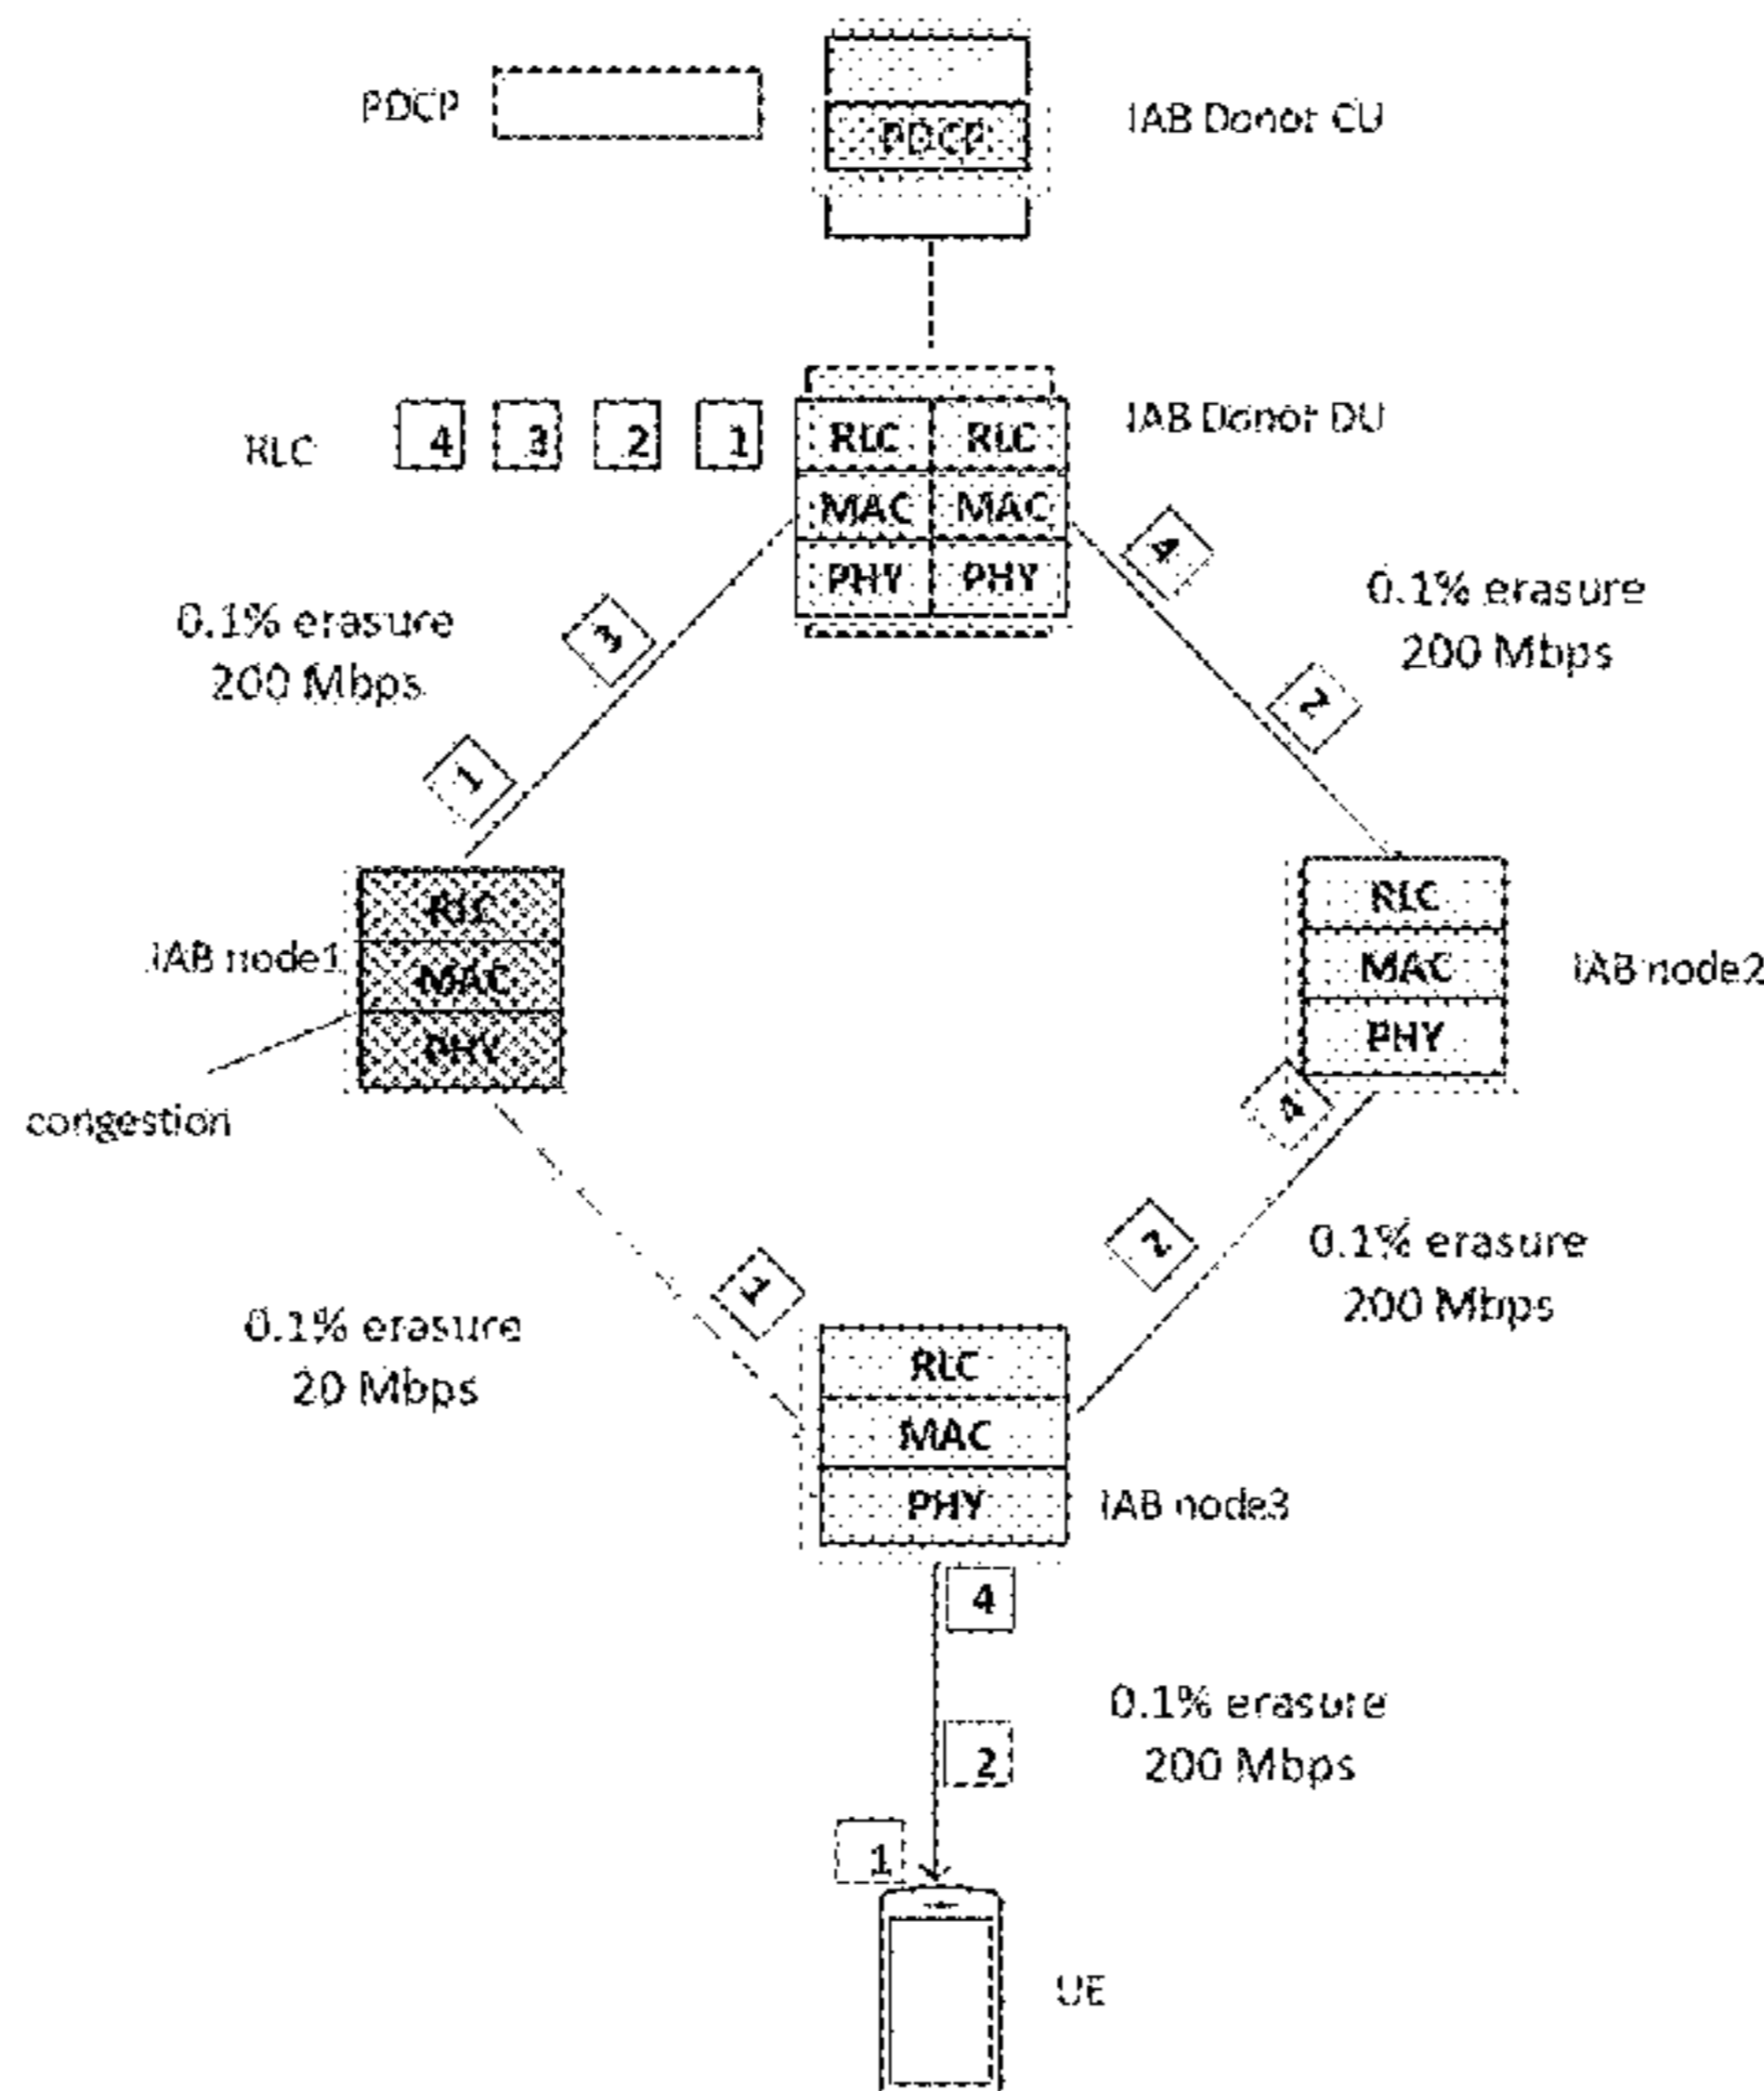 PDCP
PDCP
IAB Donor CU
RLC
4 3 2 1
RLC RLC
MAC MAC
PHY PHY
IAB Donor DU
4
0.1% erasure
200 Mbps
3
0.1% erasure
200 Mbps
2
1
RLC
MAC
PHY
IAB node1
congestion
RLC
MAC
PHY
IAB node2
4
2
0.1% erasure
200 Mbps
1
0.1% erasure
20 Mbps
RLC
MAC
PHY
IAB node3
4
2
0.1% erasure
200 Mbps
1
UE